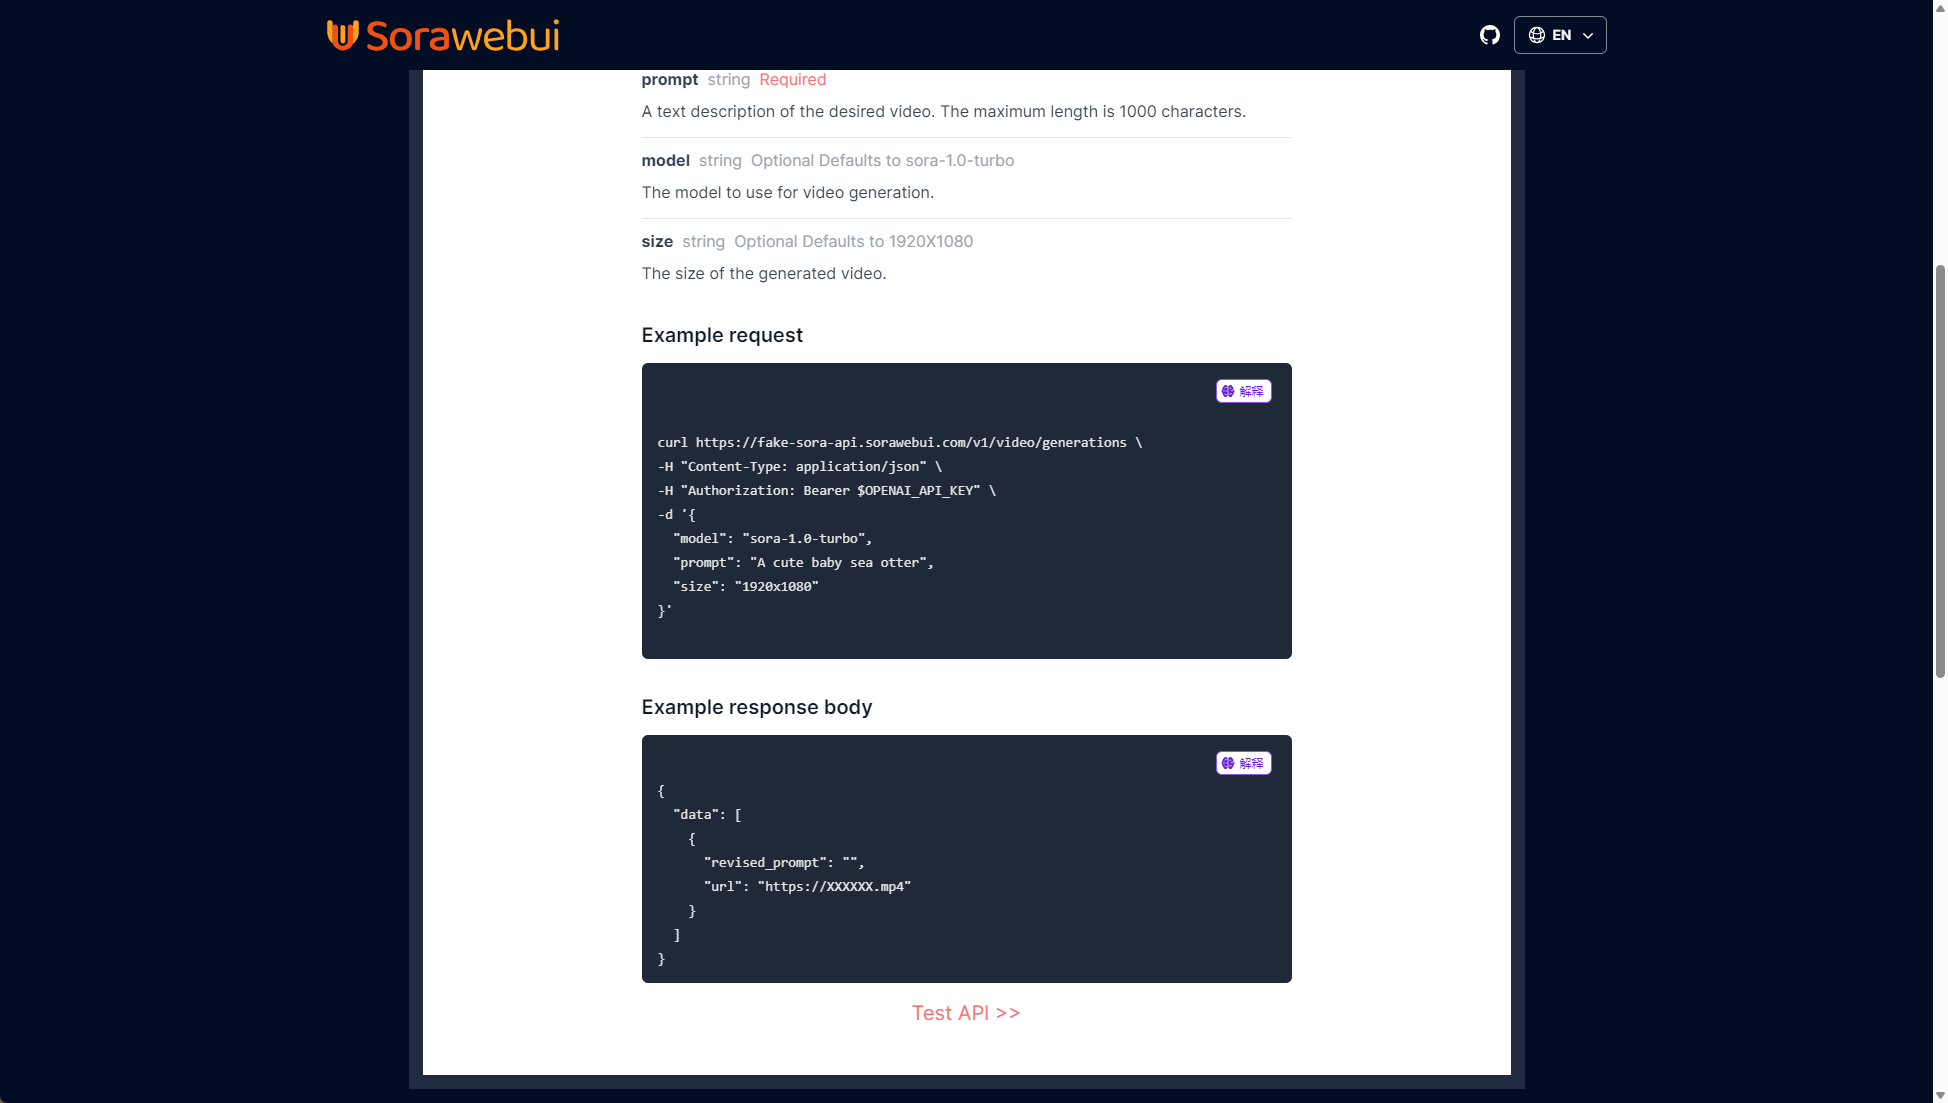 Sorawebui
EN
prompt string Required
A text description of the desired video. The maximum length is 1000 characters.
model string Optional Defaults to sora-1.0-turbo
The model to use for video generation.
size string Optional Defaults to 1920X1080
The size of the generated video.
Example request
解释
curl https://fake-sora-api.sorawebui.com/v1/video/generations \
-H "Content-Type: application/json" \
-H "Authorization: Bearer $OPENAI_API_KEY" \
-d '{
  "model": "sora-1.0-turbo",
  "prompt": "A cute baby sea otter",
  "size": "1920x1080"
}'
Example response body
解释
{
  "data": [
    {
      "revised_prompt": "",
      "url": "https://XXXXXX.mp4"
    }
  ]
}
Test API >>